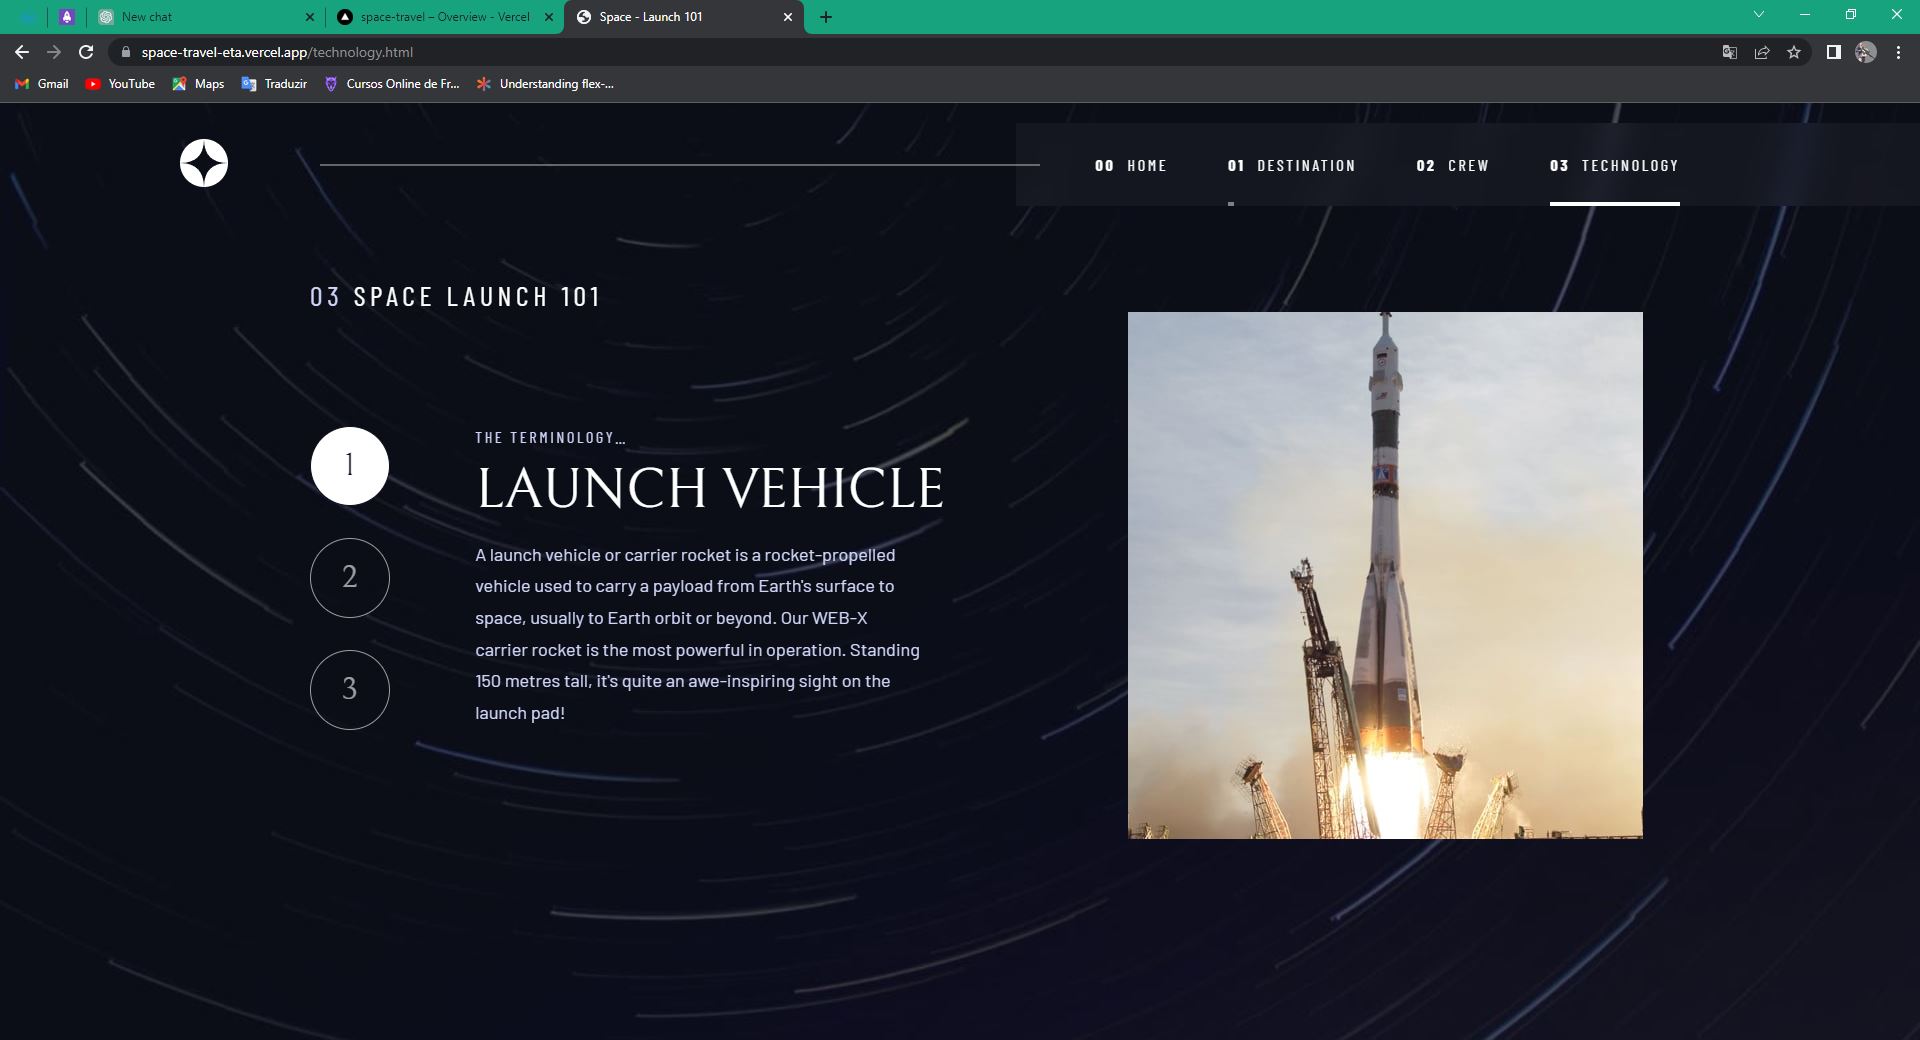 New chat
space-travel – Overview - Vercel
Space - Launch 101
space-travel-eta.vercel.app/technology.html
Gmail
YouTube
Maps
Traduzir
Cursos Online de Fr...
Understanding flex-...
00 HOME
01 DESTINATION
02 CREW
03 TECHNOLOGY
03 SPACE LAUNCH 101
1
2
3
THE TERMINOLOGY...
LAUNCH VEHICLE
A launch vehicle or carrier rocket is a rocket-propelled
vehicle used to carry a payload from Earth's surface to
space, usually to Earth orbit or beyond. Our WEB-X
carrier rocket is the most powerful in operation. Standing
150 metres tall, it's quite an awe-inspiring sight on the
launch pad!